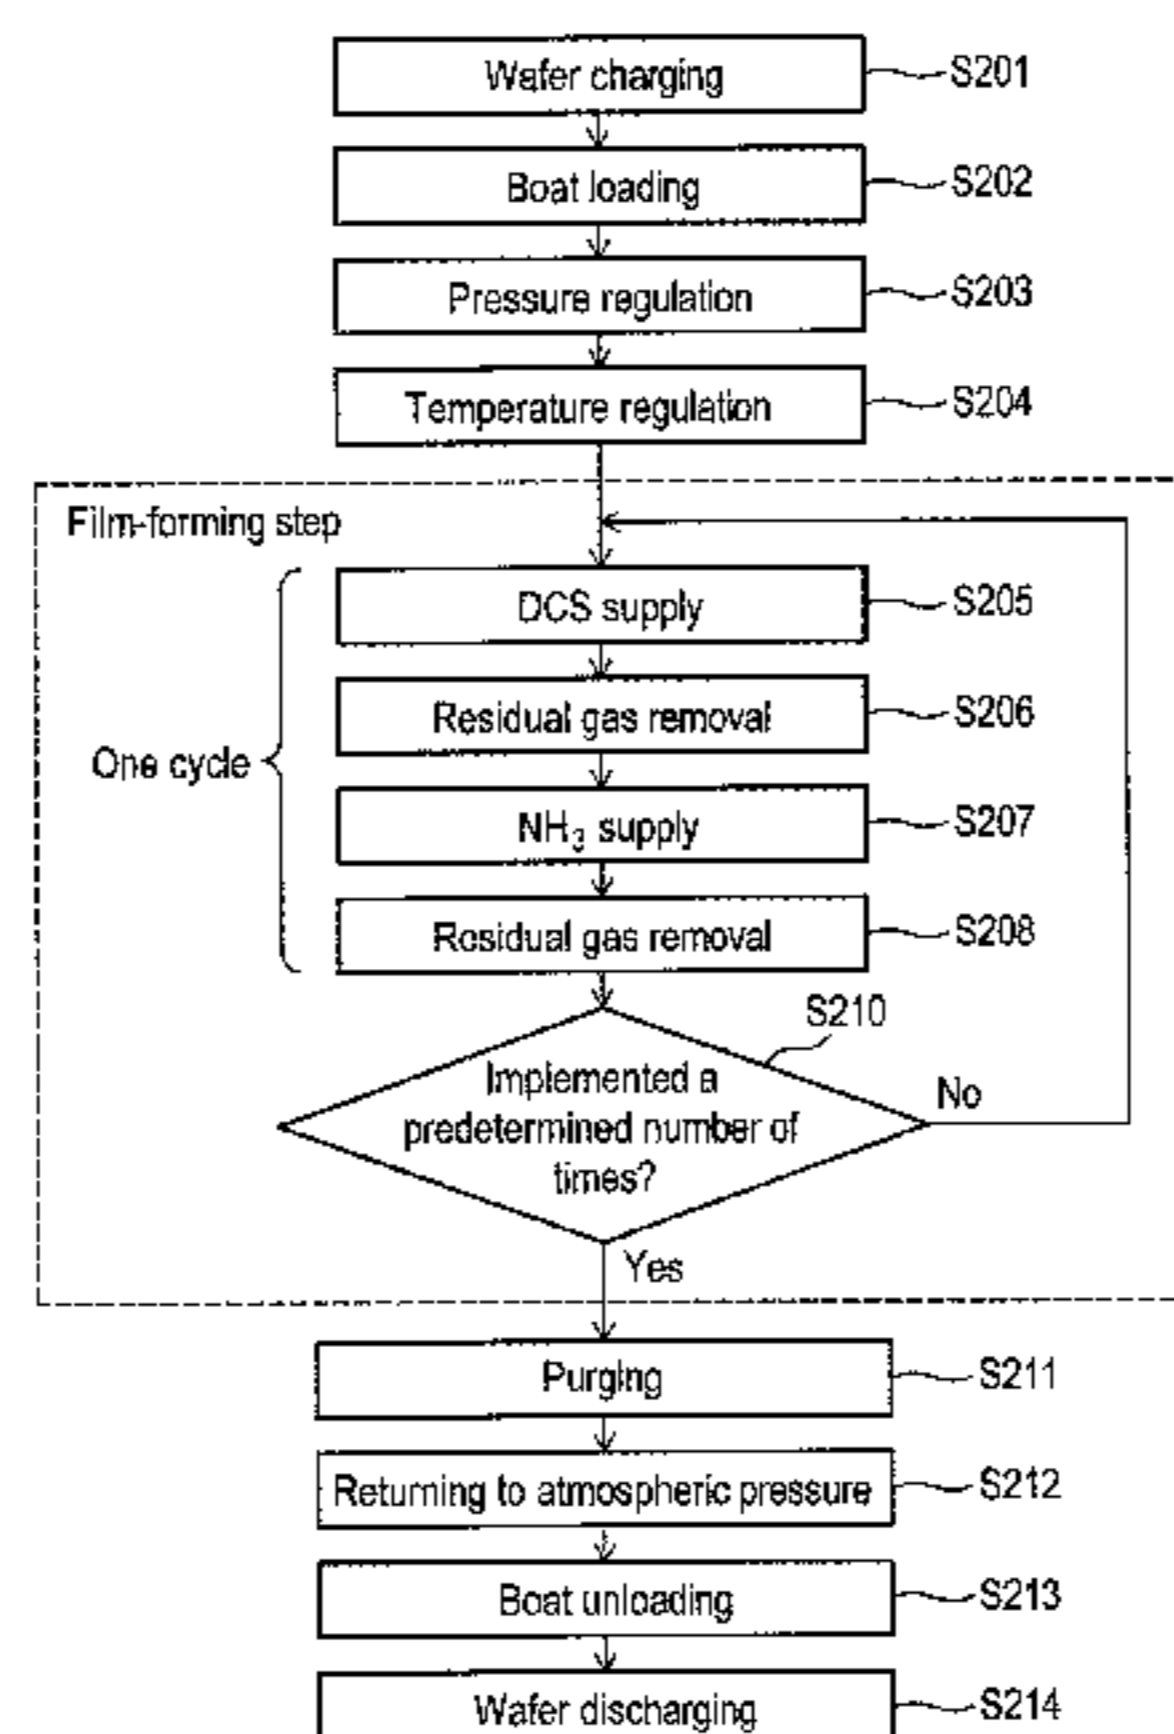 Wafer charging
S201
Boat loading
S202
Pressure regulation
S203
Temperature regulation
S204
Film-forming step
DCS supply
S205
Residual gas removal
S206
One cycle
NH₃ supply
S207
Residual gas removal
S208
S210
Implemented a
predetermined number of
times?
No
Yes
Purging
S211
Returning to atmospheric pressure
S212
Boat unloading
S213
Wafer discharging
S214